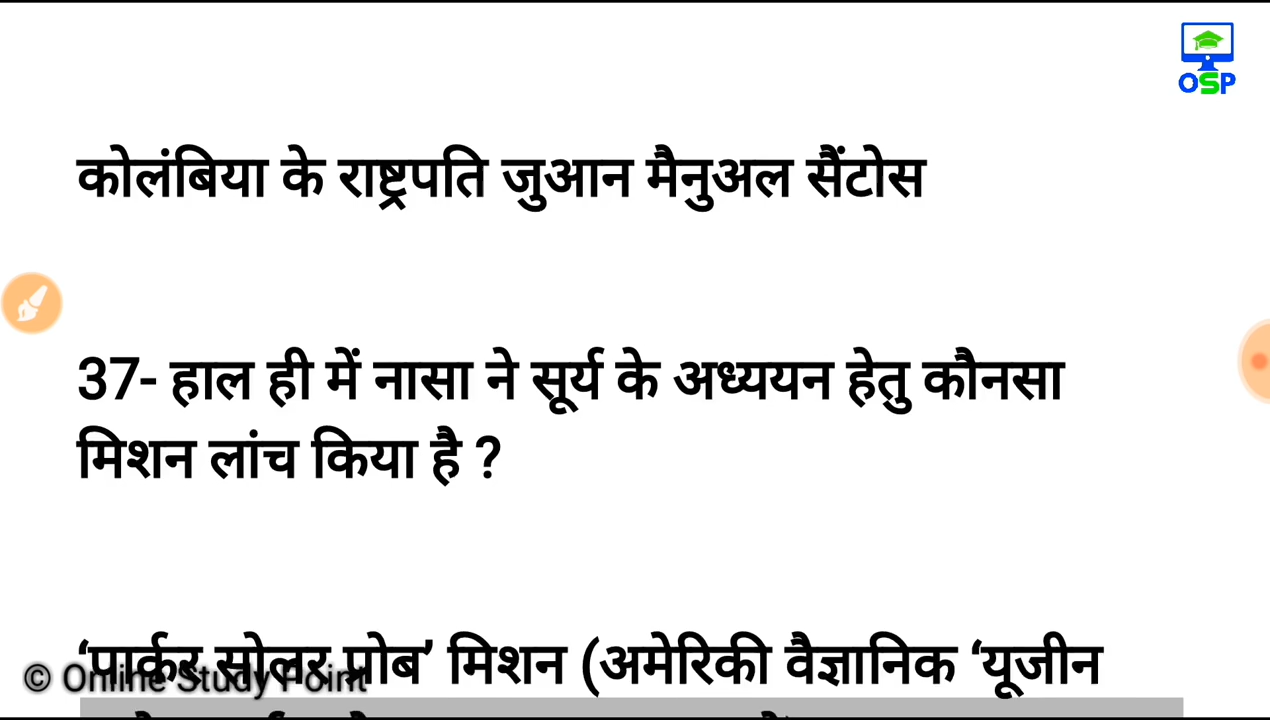 OSP
कोलंबिया के राष्ट्रपति जुआन मैनुअल सैंटोस
37- हाल ही में नासा ने सूर्य के अध्ययन हेतु कौनसा
मिशन लांच किया है ?
‘पार्कर सोलर प्रोब’ मिशन (अमेरिकी वैज्ञानिक ‘यूजीन
© Online Study Point